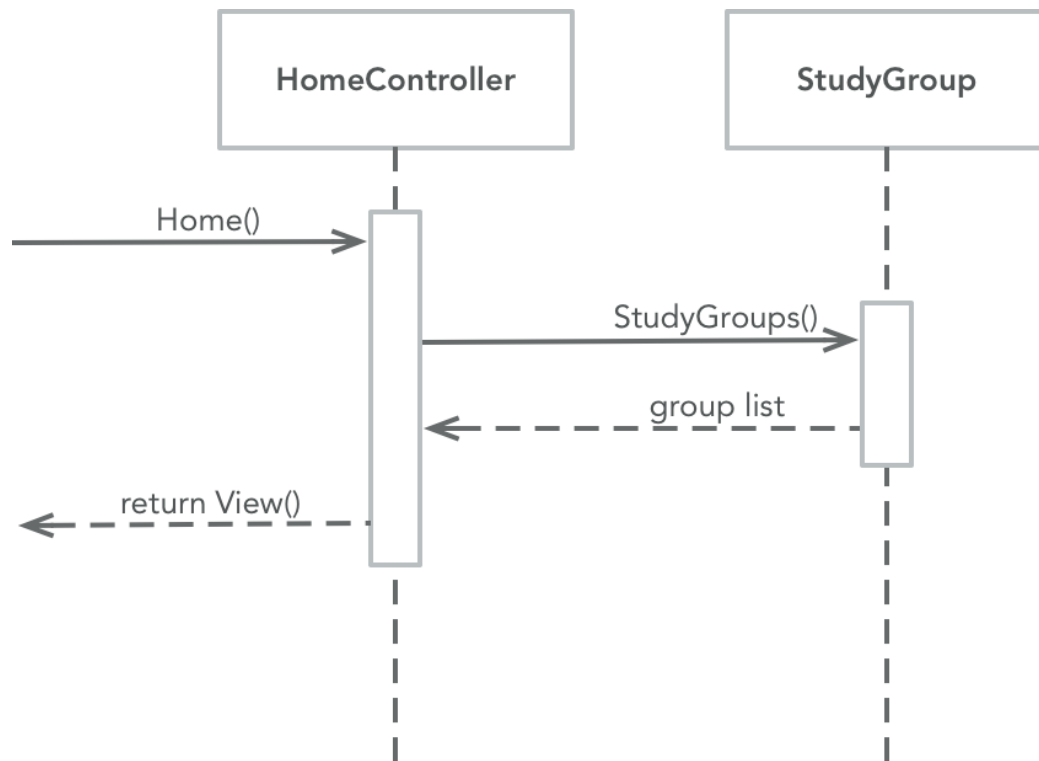 HomeController
StudyGroup
Home()
StudyGroups()
group list
return View()